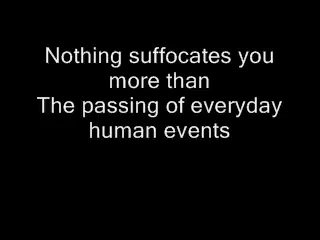 Nothing suffocates you
more than
The passing of everyday
human events